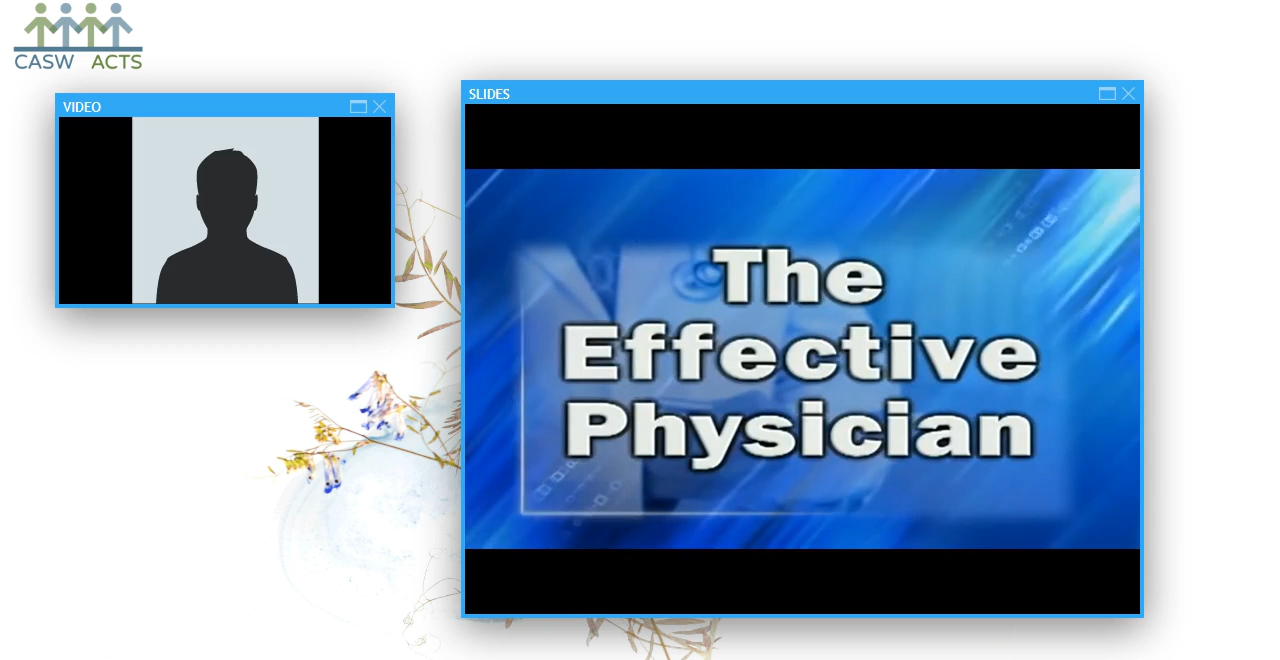 CASW ACTS
VIDEO
SLIDES
The
Effective
Physician